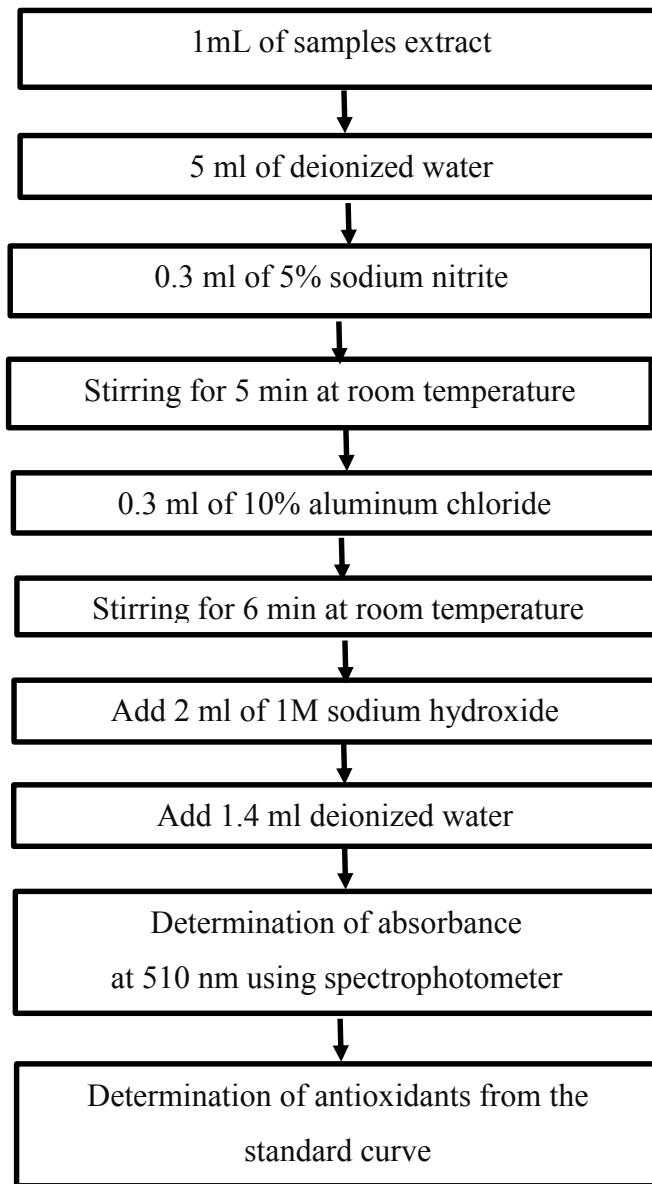 1mL of samples extract
5 ml of deionized water
0.3 ml of 5% sodium nitrite
Stirring for 5 min at room temperature
0.3 ml of 10% aluminum chloride
Stirring for 6 min at room temperature
Add 2 ml of 1M sodium hydroxide
Add 1.4 ml deionized water
Determination of absorbance
at 510 nm using spectrophotometer
Determination of antioxidants from the
standard curve